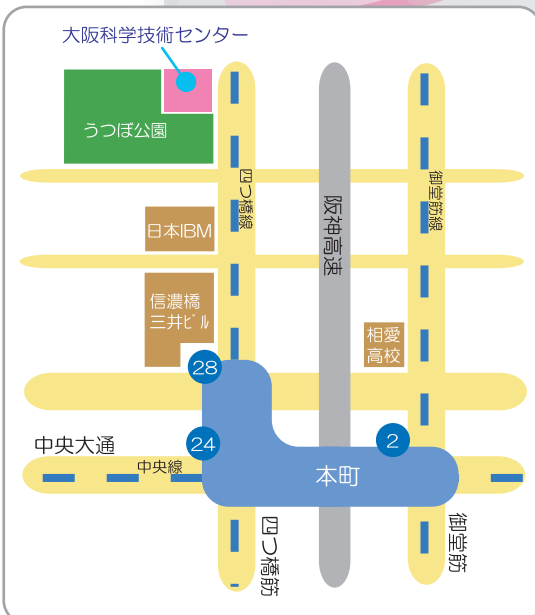 大阪科学技術センター
うつぼ公園
四つ橋線
御堂筋線
阪神高速
日本IBM
信濃橋
三井ビル
相愛
高校
28
24
2
中央大通
中央線
本町
四つ橋筋
御堂筋